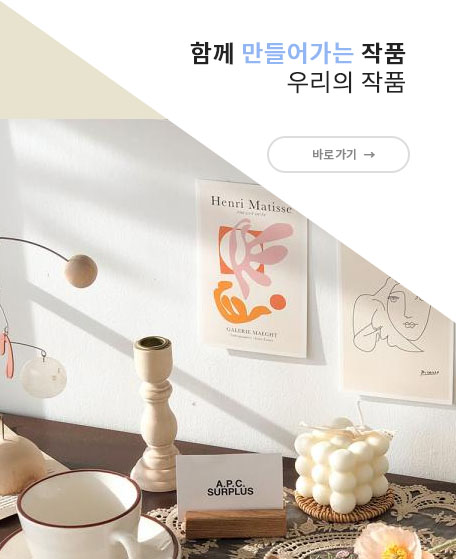 함께 만들어가는 작품
우리의 작품
바로가기 →
Henri Matisse
GALERIE MAEGHT
Picasso
A.P.C.
SURPLUS